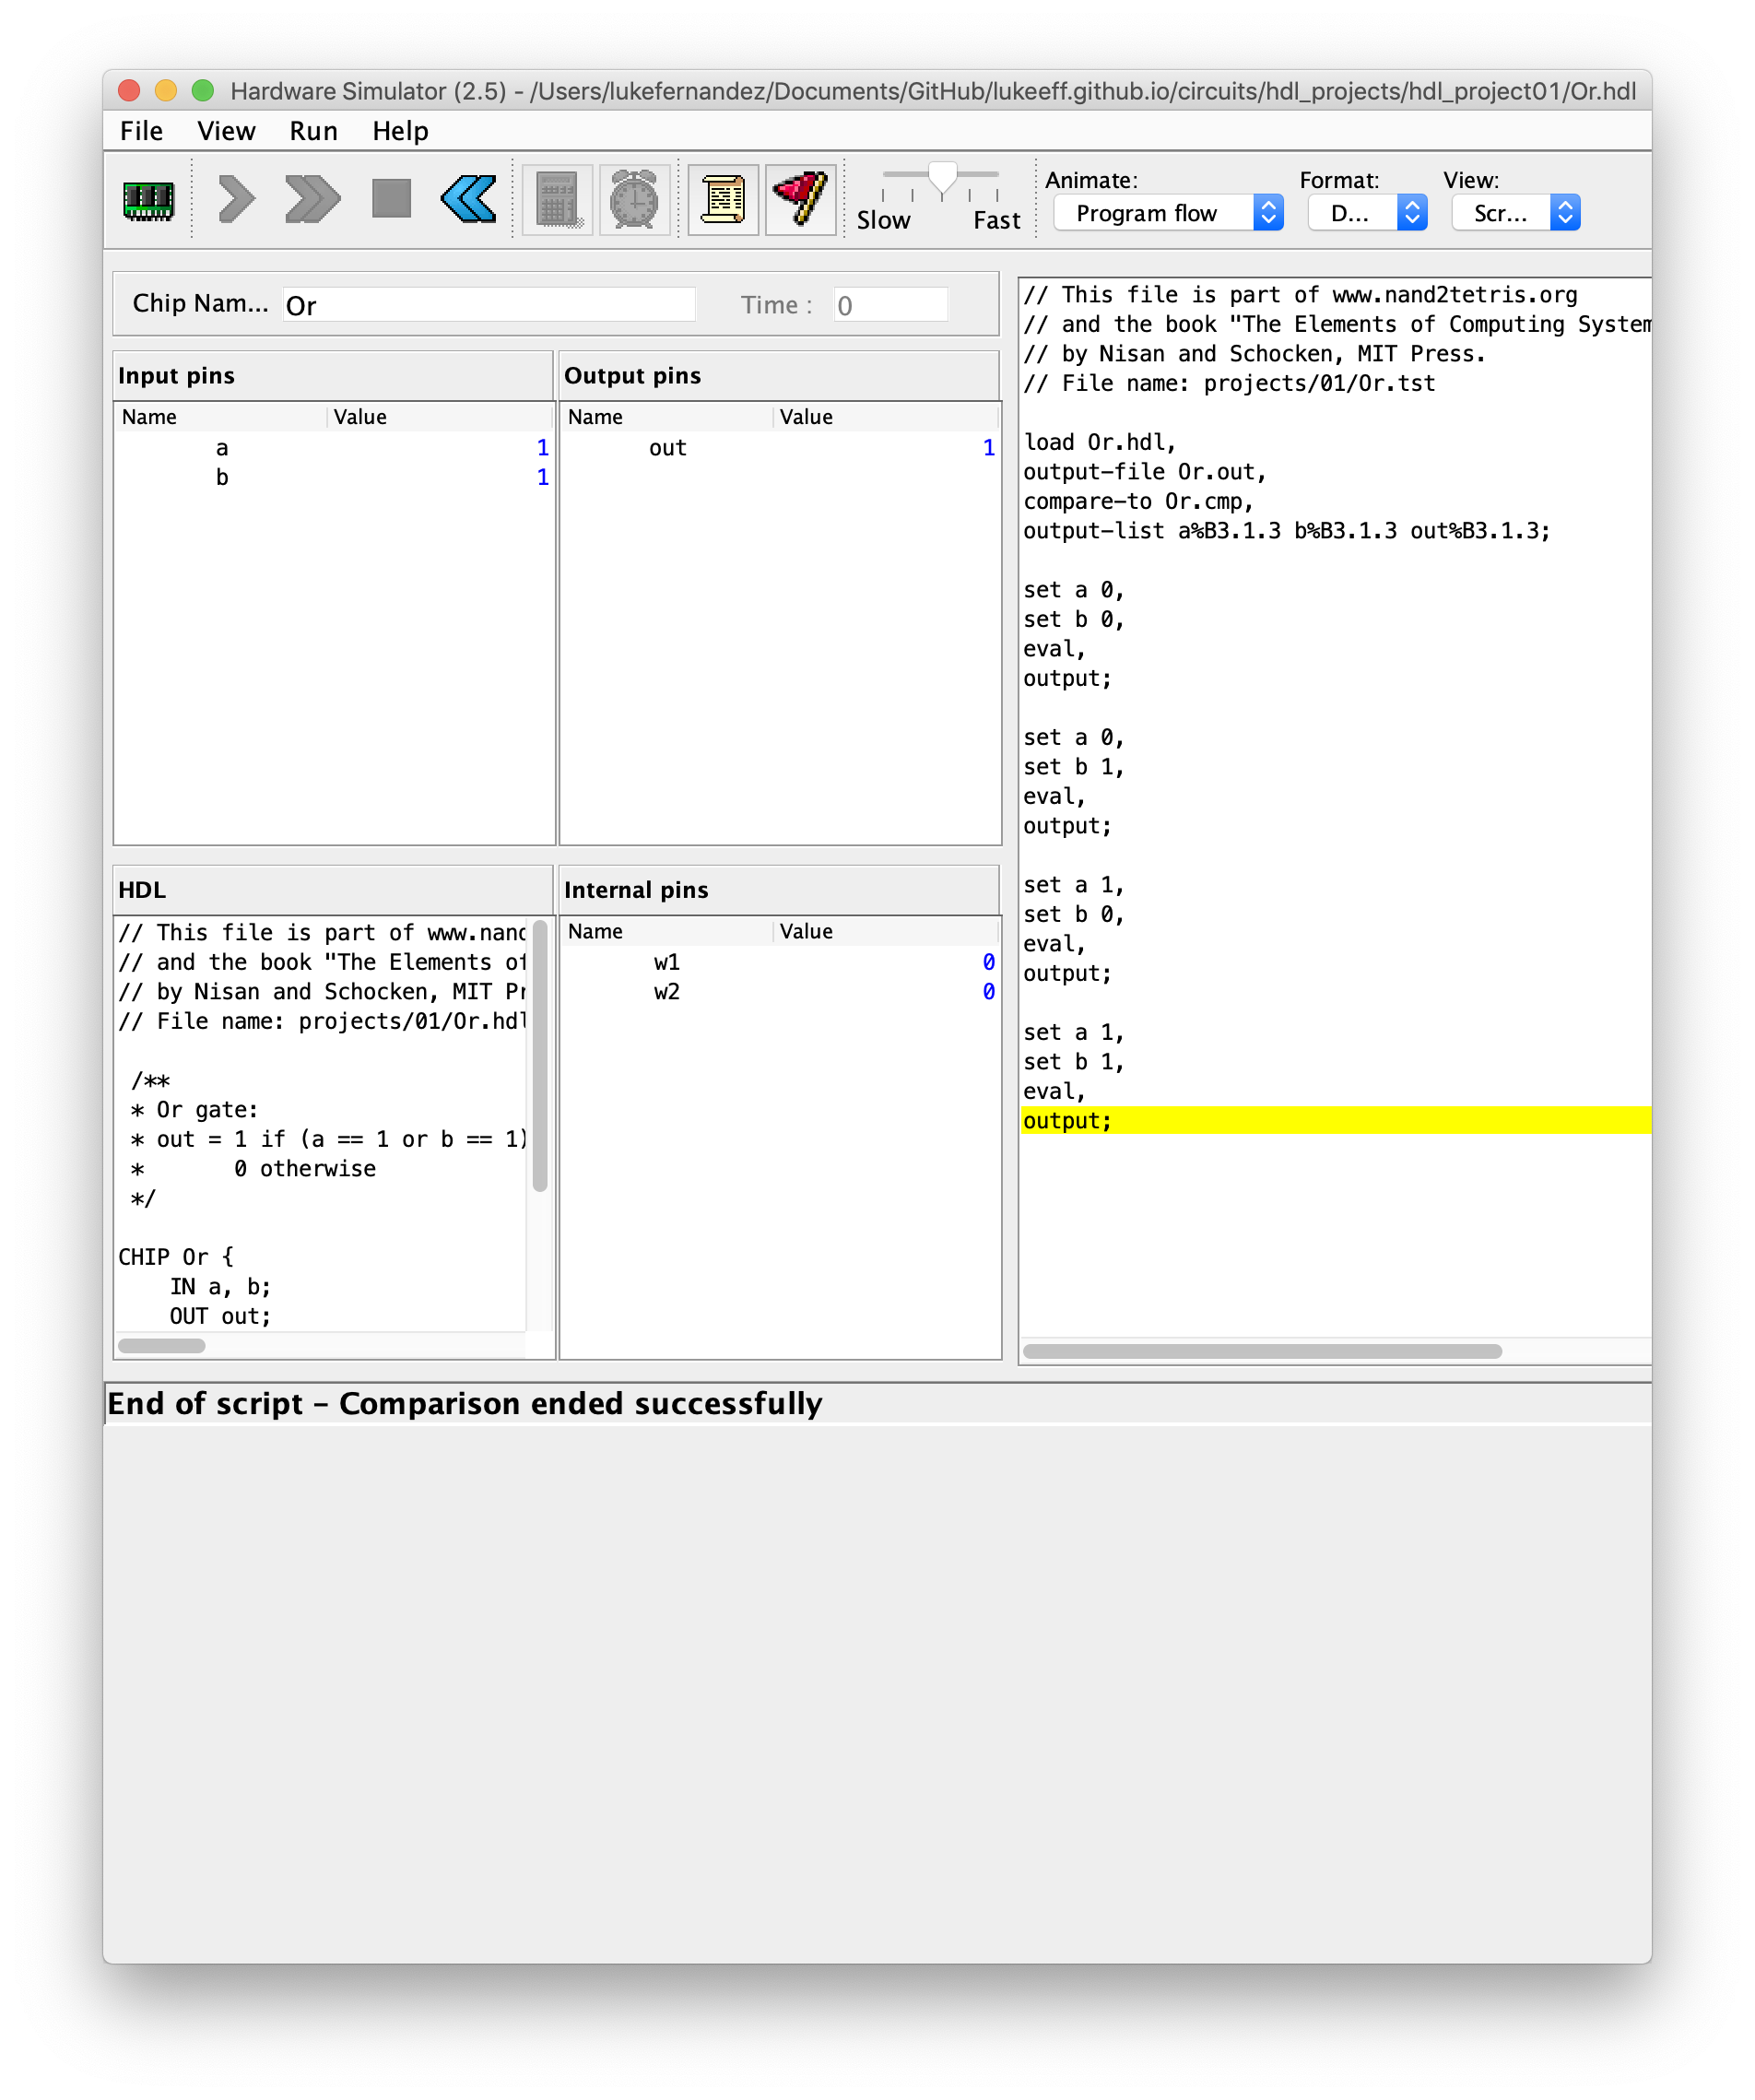 Hardware Simulator (2.5) - /Users/lukefernandez/Documents/GitHub/lukeeff.github.io/circuits/hdl_projects/hdl_project01/Or.hdl
File View Run Help
Slow Fast
Animate: Format: View:
Program flow D... Scr...
Chip Nam... Or Time : 0
Input pins
Name Value
a 1
b 1
Output pins
Name Value
out 1
HDL
// This file is part of www.nand
// and the book "The Elements of
// by Nisan and Schocken, MIT Pr
// File name: projects/01/Or.hdl
/**
* Or gate:
* out = 1 if (a == 1 or b == 1)
* 0 otherwise
*/
CHIP Or {
IN a, b;
OUT out;
Internal pins
Name Value
w1 0
w2 0
// This file is part of www.nand2tetris.org
// and the book "The Elements of Computing System
// by Nisan and Schocken, MIT Press.
// File name: projects/01/Or.tst
load Or.hdl,
output-file Or.out,
compare-to Or.cmp,
output-list a%B3.1.3 b%B3.1.3 out%B3.1.3;
set a 0,
set b 0,
eval,
output;
set a 0,
set b 1,
eval,
output;
set a 1,
set b 0,
eval,
output;
set a 1,
set b 1,
eval,
output;
End of script - Comparison ended successfully